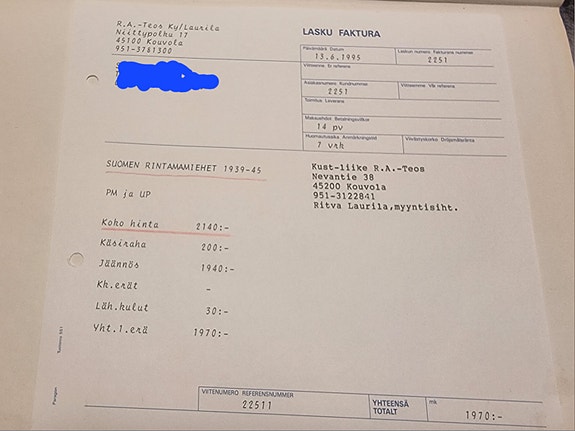 R.A.-Teos Ky/Laurila
Niittypolku 17
45100 Kouvola
951-3761300
LASKU FAKTURA
Päivämäärä Datum
13.6.1995
Laskun numero Fakturans nummer
2251
Viitteenne Er referens
Asiakasnumero Kundnummer
2251
Viitteemme Vår referens
Toimitus Leverans
Maksuehdot Betalningsvillkor
14 pv
Huomautusaika Anmärkningstid
7 vrk
Viivästyskorko Dröjsmålsränta
SUOMEN RINTAMAMIEHET 1939-45
PM ja UP
Kust-liike R.A.-Teos
Nevantie 38
45200 Kouvola
951-3122841
Ritva Laurila,myyntisiht.
Koko hinta 2140:-
Käsiraha 200:-
Jäännös 1940:-
Kk.erät -
Läh.kulut 30:-
Yht.1.erä 1970:-
VIITENUMERO REFERENSNUMMER
22511
YHTEENSÄ
TOTALT
mk
1970:-
Paragon